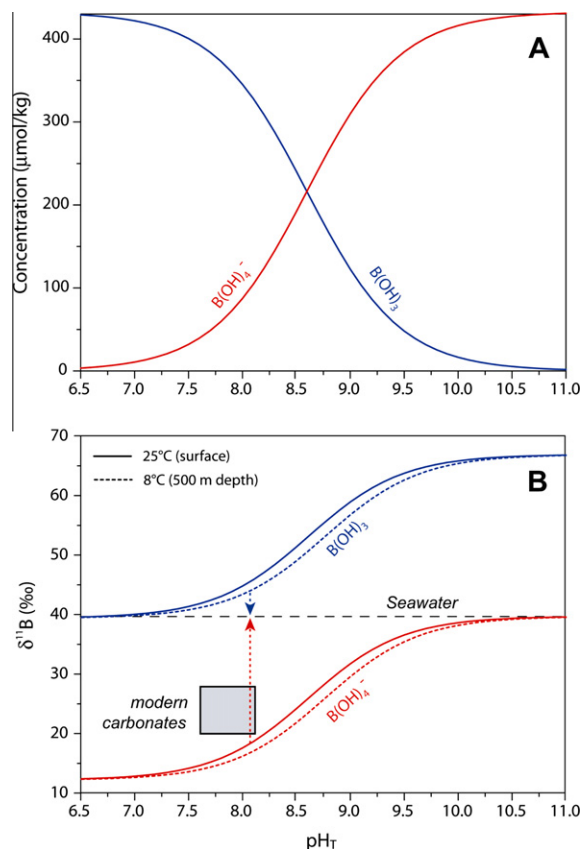 A
Concentration (μmol/kg)
400
300
200
100
0
B(OH)₄⁻
B(OH)₃
6.5 7.0 7.5 8.0 8.5 9.0 9.5 10.0 10.5 11.0
B
70
60
50
40
30
20
10
δ¹¹B (‰)
25°C (surface)
8°C (500 m depth)
B(OH)₃
Seawater
modern
carbonates
B(OH)₄⁻
6.5 7.0 7.5 8.0 8.5 9.0 9.5 10.0 10.5 11.0
pH_T